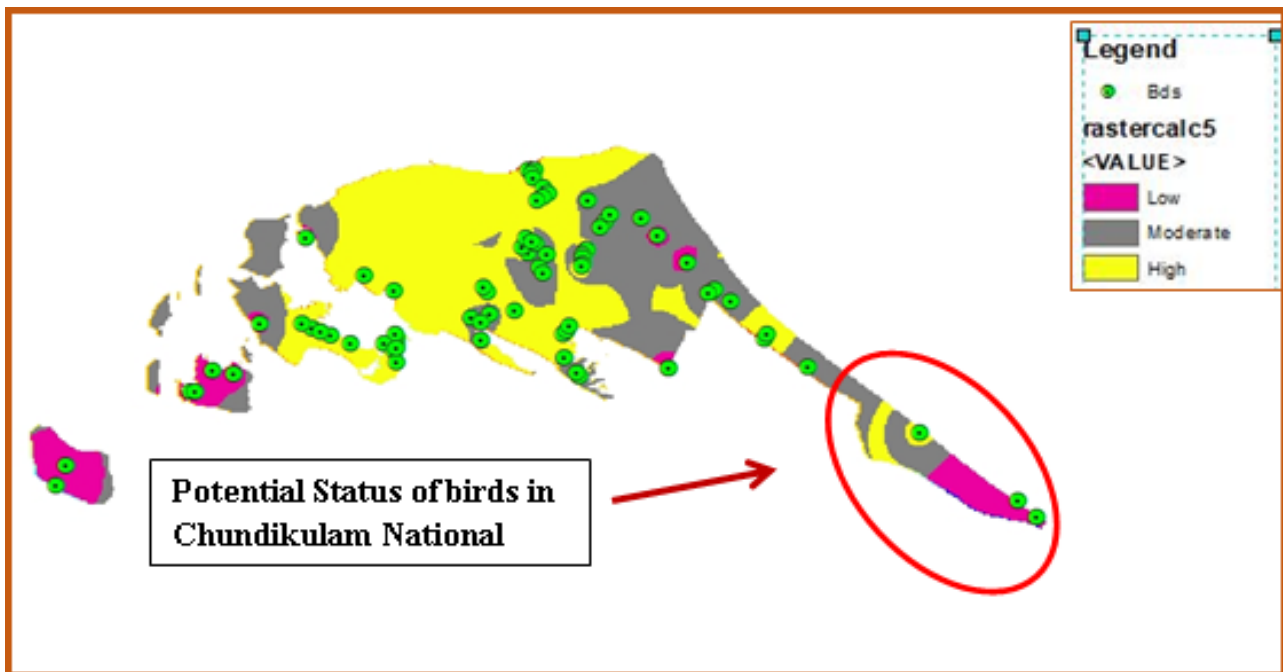 Legend
Bds
rastercalc5
<VALUE>
Low
Moderate
High
Potential Status of birds in
Chundikulam National